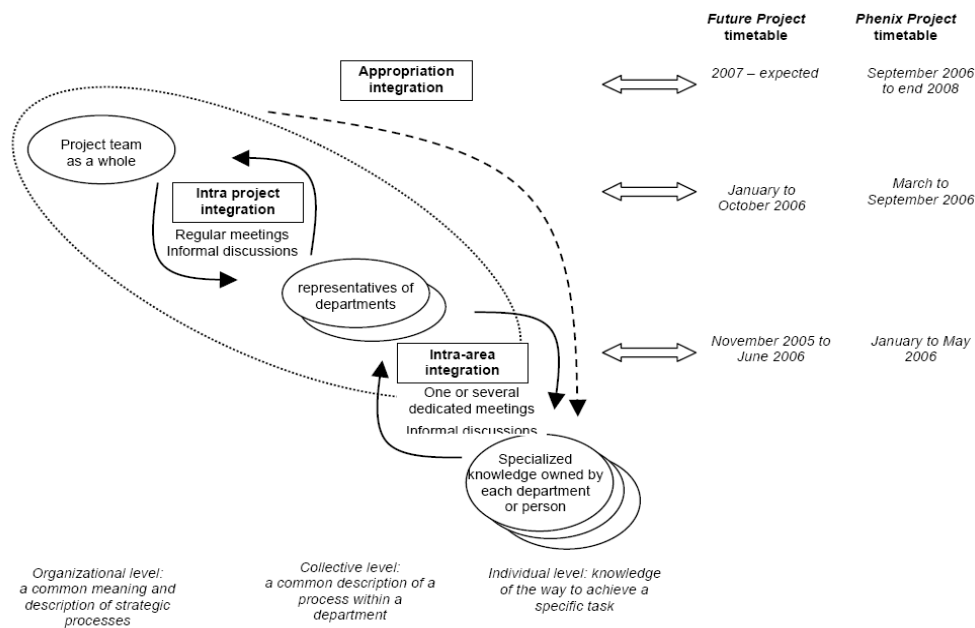 Future Project
timetable
Phenix Project
timetable
Appropriation
integration
2007 – expected
September 2006
to end 2008
Project team
as a whole
Intra project
integration
Regular meetings
Informal discussions
January to
October 2006
March to
September 2006
representatives of
departments
Intra-area
integration
One or several
dedicated meetings
Informal discussions
November 2005 to
June 2006
January to May
2006
Specialized
knowledge owned by
each department
or person
Organizational level:
a common meaning and
description of strategic
processes
Collective level:
a common description of a
process within a
department
Individual level: knowledge
of the way to achieve a
specific task